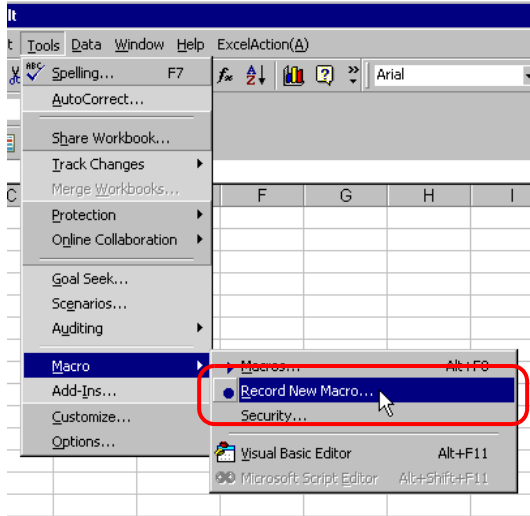 lt
t Tools Data Window Help ExcelAction(A)
ABC Spelling... F7
Arial
AutoCorrect...
Share Workbook...
Track Changes
Merge Workbooks...
C F G H I
Protection
Online Collaboration
Goal Seek...
Scenarios...
Auditing
Macro
Macros... Alt+F8
Add-Ins...
Record New Macro...
Customize...
Security...
Options...
Visual Basic Editor Alt+F11
Microsoft Script Editor Alt+Shift+F11